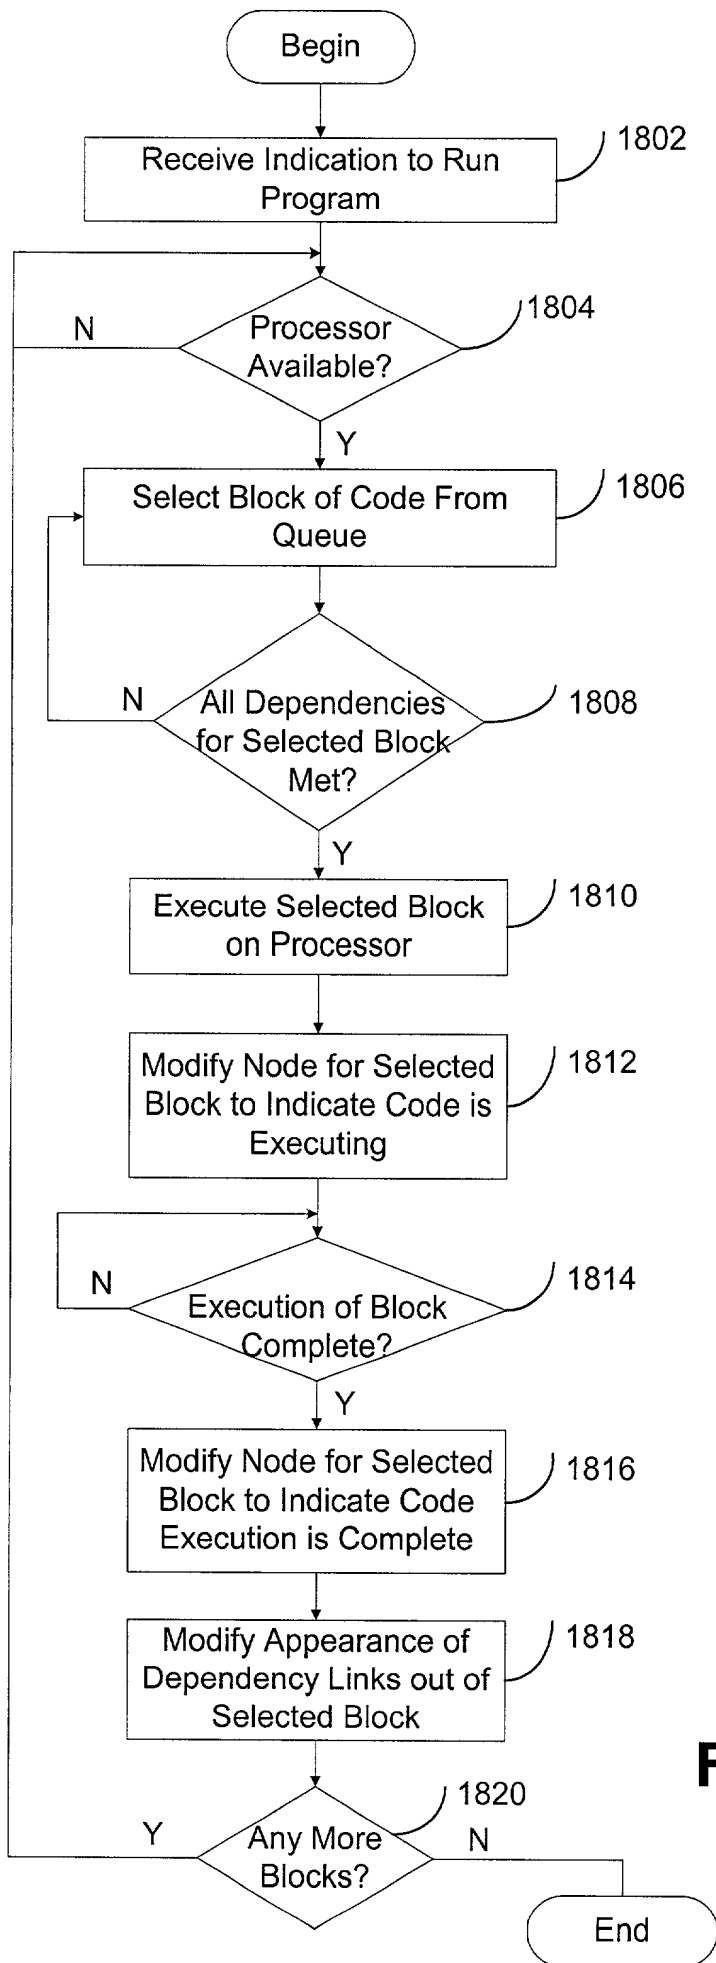 Begin
Receive Indication to Run
Program
1802
Processor
Available?
1804
N
Y
Select Block of Code From
Queue
1806
All Dependencies
for Selected Block
Met?
1808
N
Y
Execute Selected Block
on Processor
1810
Modify Node for Selected
Block to Indicate Code is
Executing
1812
Execution of Block
Complete?
1814
N
Y
Modify Node for Selected
Block to Indicate Code
Execution is Complete
1816
Modify Appearance of
Dependency Links out of
Selected Block
1818
Any More
Blocks?
1820
Y
N
End